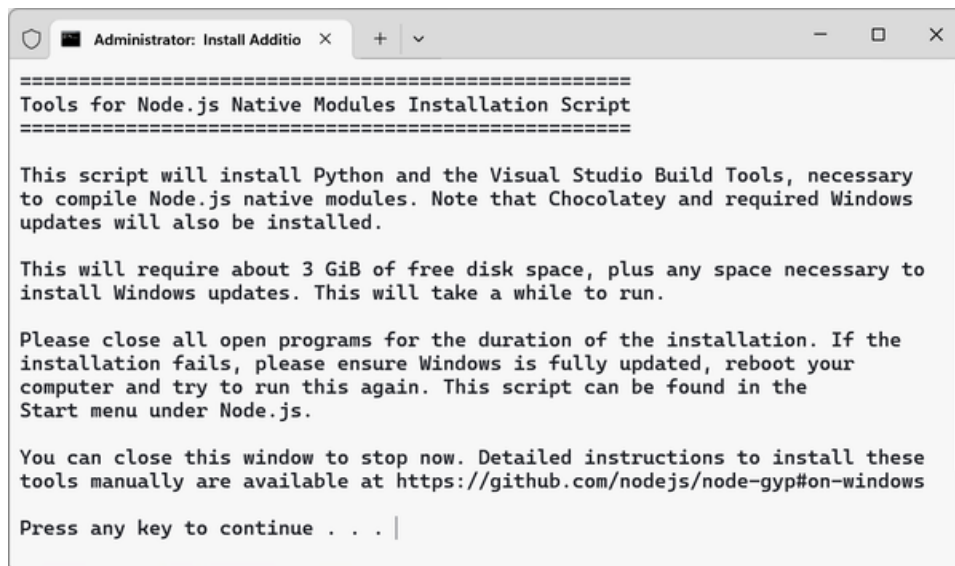 Administrator: Install Additio
====================================================
Tools for Node.js Native Modules Installation Script
====================================================
This script will install Python and the Visual Studio Build Tools, necessary
to compile Node.js native modules. Note that Chocolatey and required Windows
updates will also be installed.
This will require about 3 GiB of free disk space, plus any space necessary to
install Windows updates. This will take a while to run.
Please close all open programs for the duration of the installation. If the
installation fails, please ensure Windows is fully updated, reboot your
computer and try to run this again. This script can be found in the
Start menu under Node.js.
You can close this window to stop now. Detailed instructions to install these
tools manually are available at https://github.com/nodejs/node-gyp#on-windows
Press any key to continue . . .